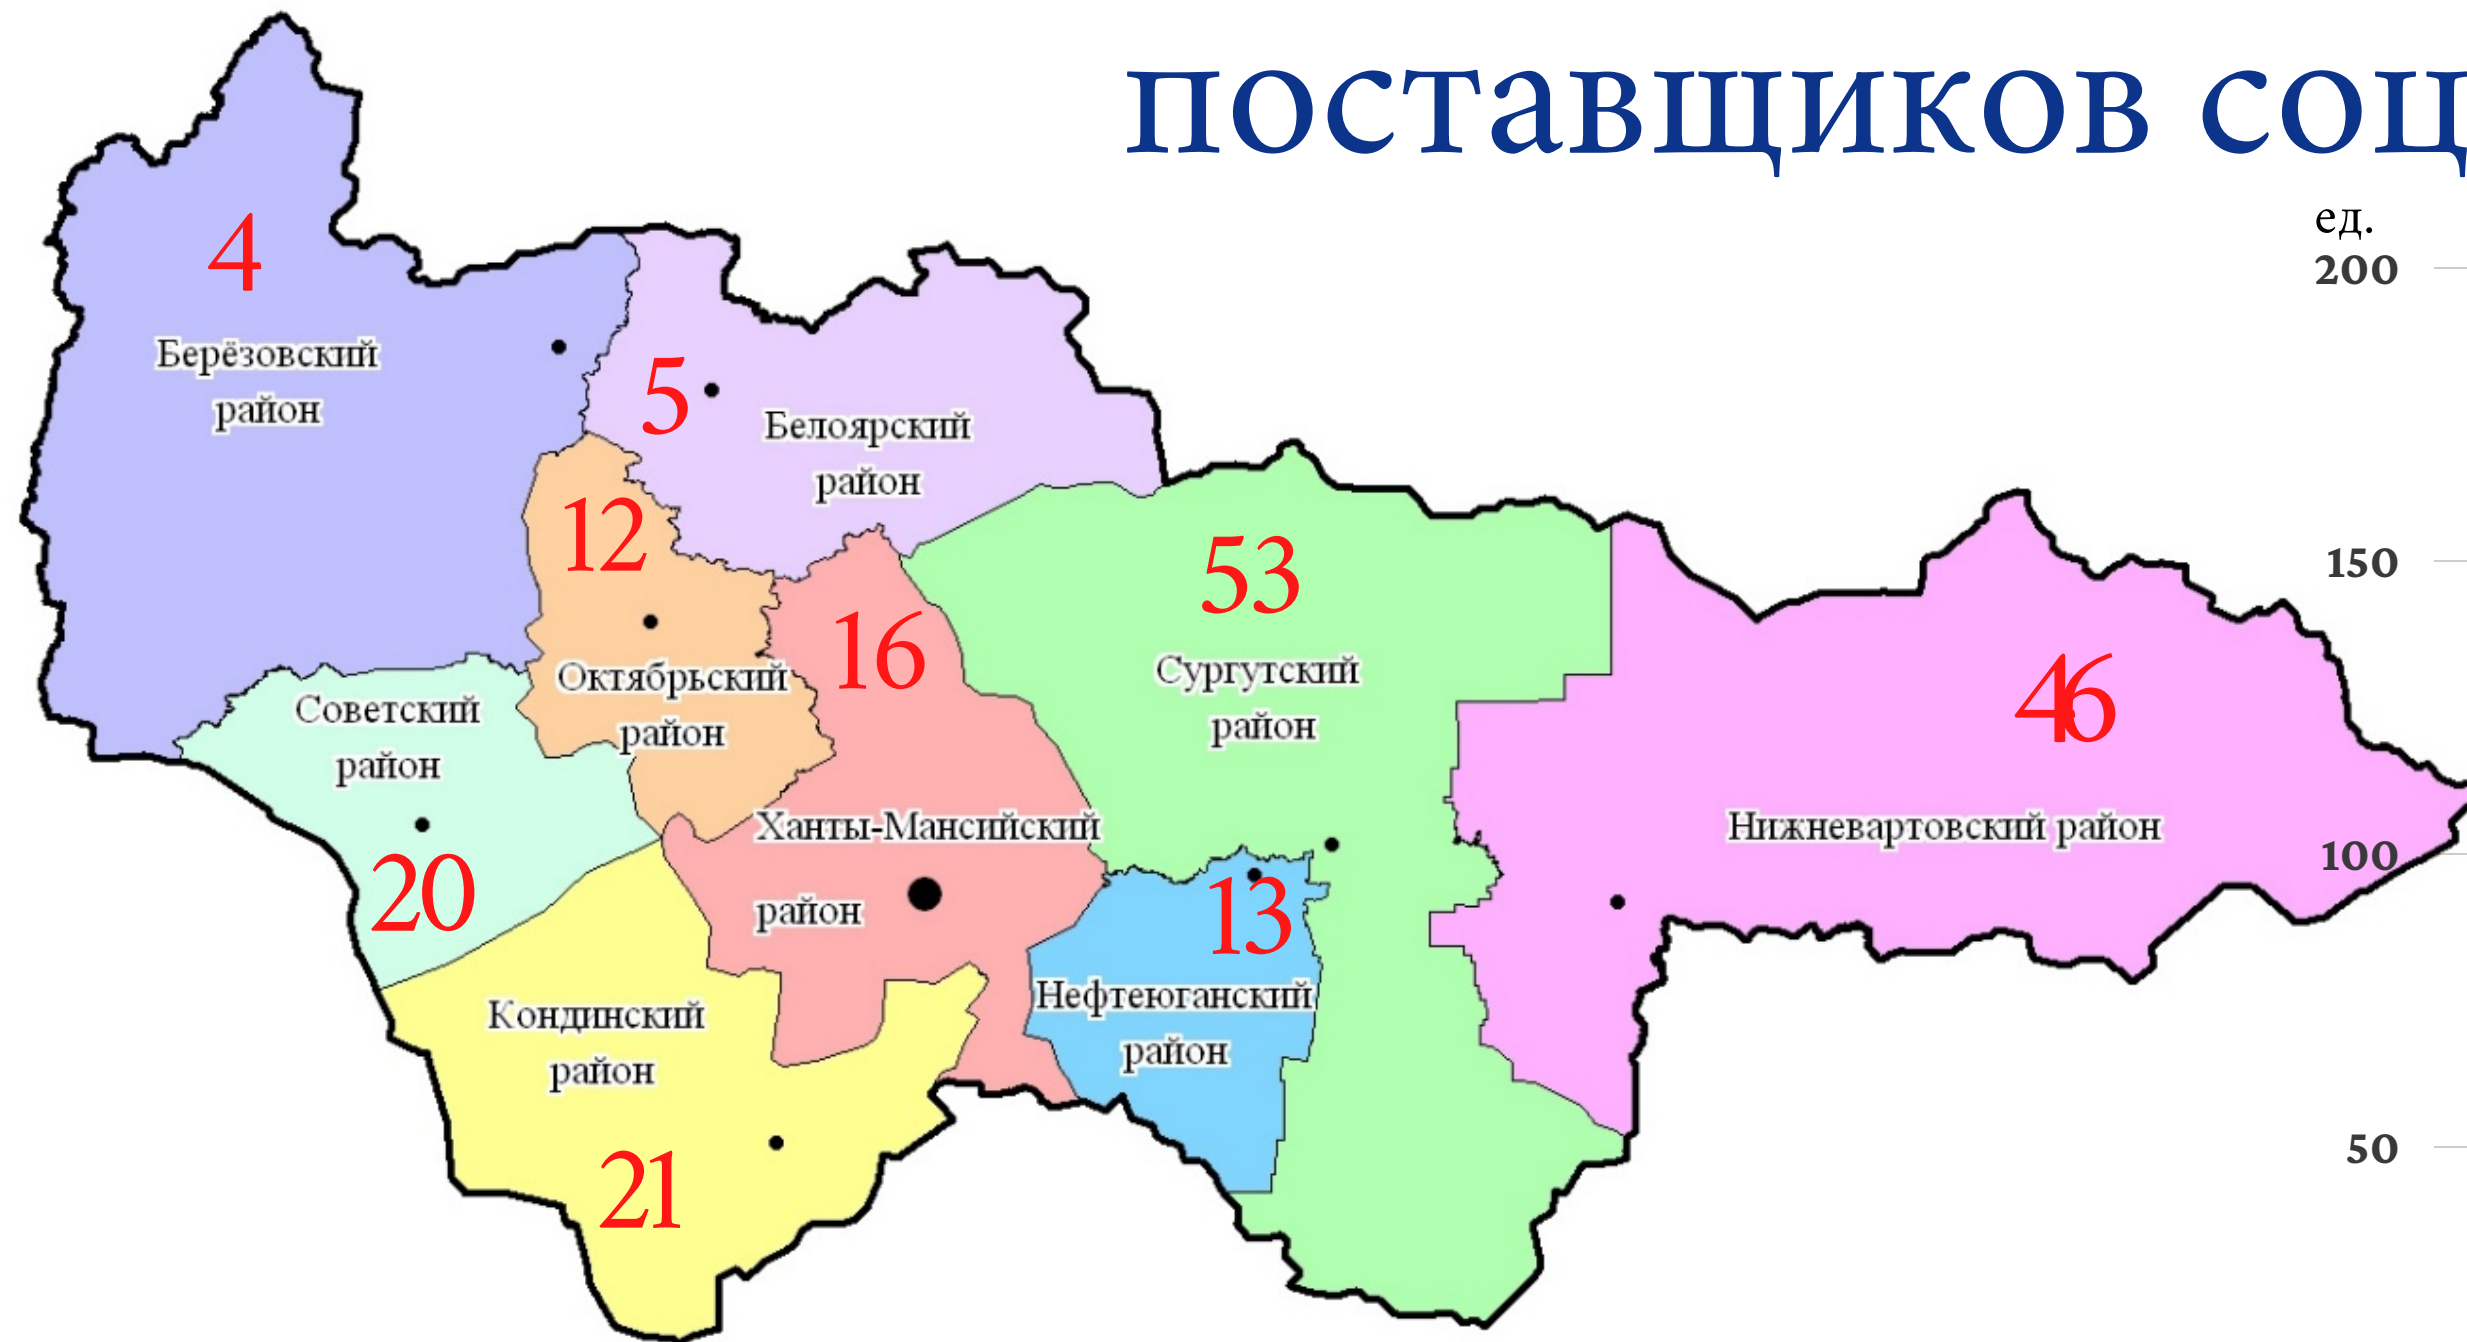 поставщиков соц
ед.
200
150
100
50
4
Берёзовский
район
5
Белоярский
район
12
Октябрьский
район
16
Ханты-Мансийский
район
53
Сургутский
район
46
Нижневартовский район
Советский
район
20
13
Нефтеюганский
район
Кондинский
район
21